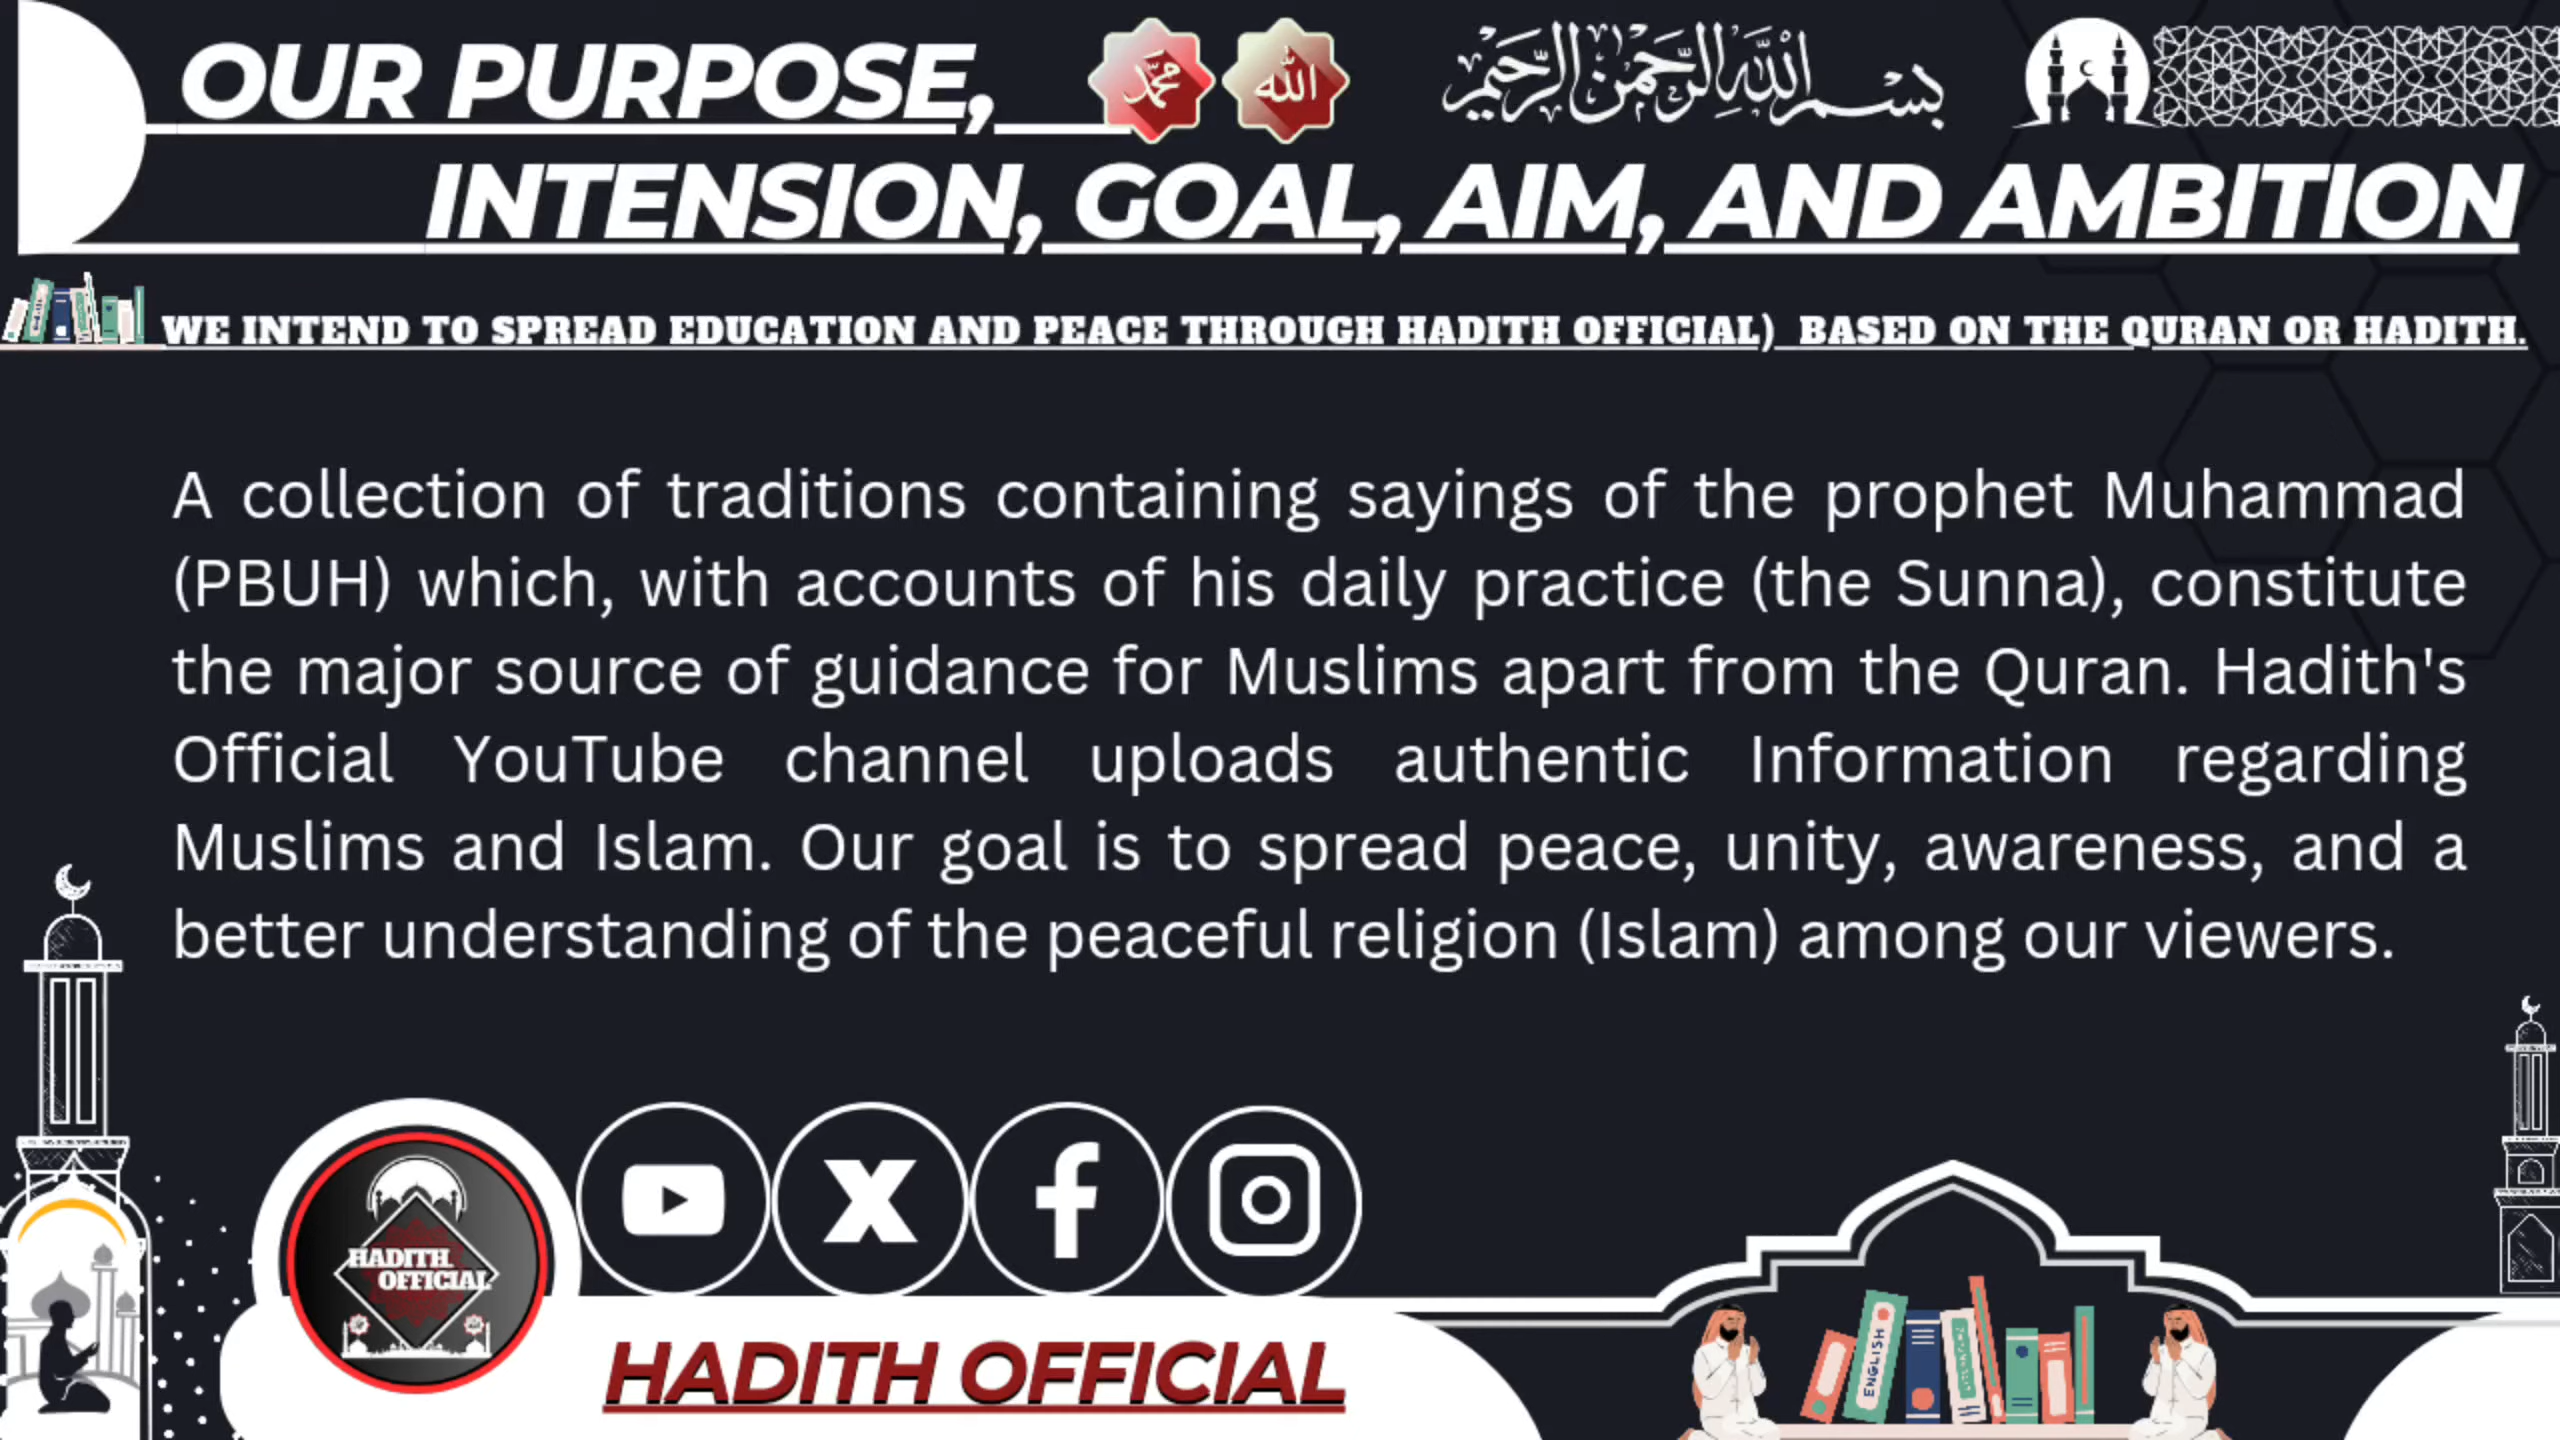 OUR PURPOSE,
محمد
الله
بسم الله الرحمن الرحيم
INTENSION, GOAL, AIM, AND AMBITION
WE INTEND TO SPREAD EDUCATION AND PEACE THROUGH HADITH OFFICIAL) BASED ON THE QURAN OR HADITH.
A collection of traditions containing sayings of the prophet Muhammad
(PBUH) which, with accounts of his daily practice (the Sunna), constitute
the major source of guidance for Muslims apart from the Quran. Hadith's
Official YouTube channel uploads authentic Information regarding
Muslims and Islam. Our goal is to spread peace, unity, awareness, and a
better understanding of the peaceful religion (Islam) among our viewers.
HADITH
OFFICIAL
HADITH OFFICIAL
ENGLISH